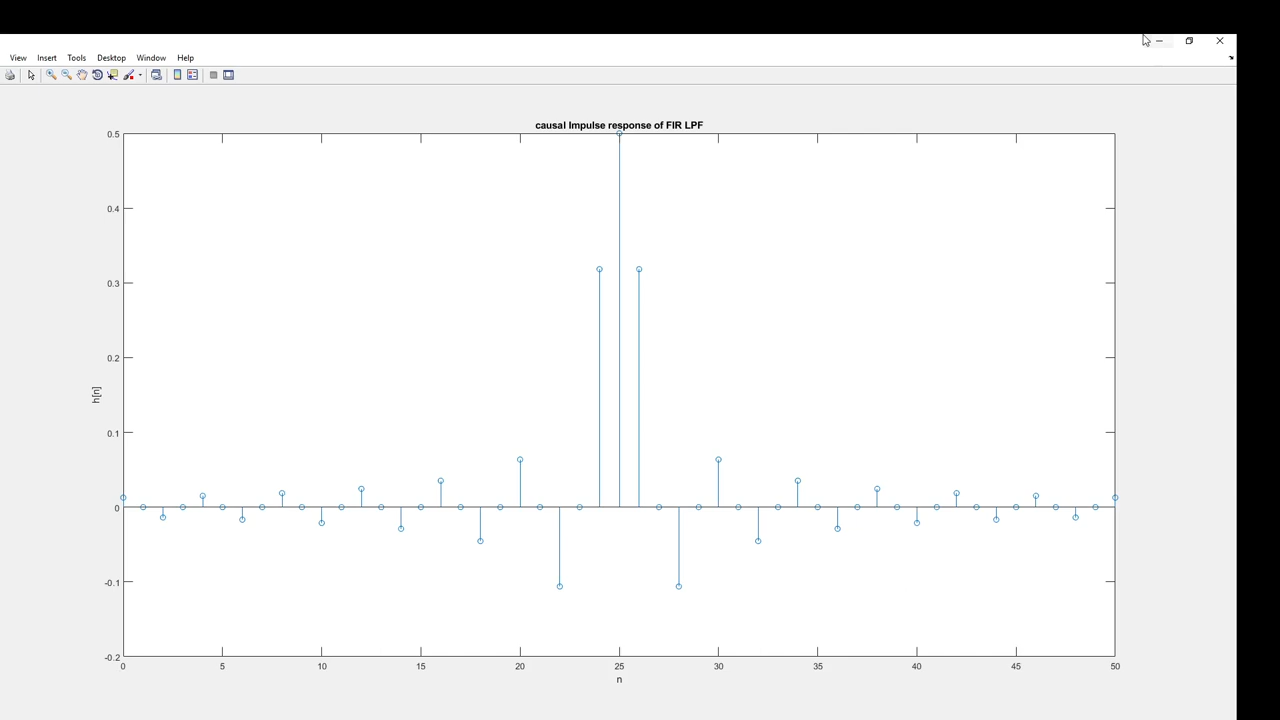 View Insert Tools Desktop Window Help
causal Impulse response of FIR LPF
0.5
0.4
0.3
0.2
0.1
0
-0.1
-0.2
h[n]
0 5 10 15 20 25 30 35 40 45 50
n